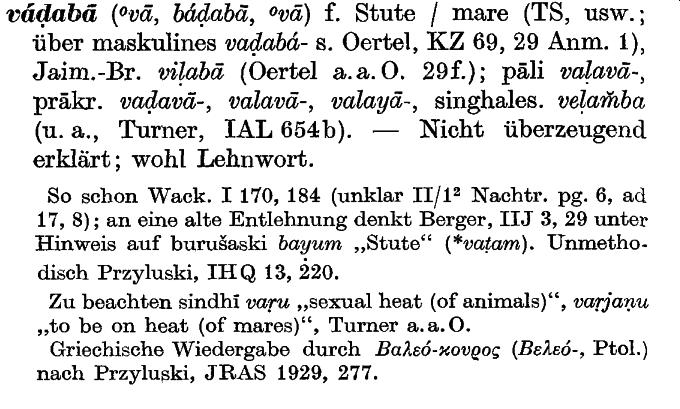 váḍabā (°vā, báḍabā, °vā) f. Stute / mare (TS, usw.;
über maskulines vaḍabá- s. Oertel, KZ 69, 29 Anm. 1),
Jaim.-Br. viḷabā (Oertel a. a. O. 29f.); pāli vaḷavā-,
prākr. vaḍavā-, valavā-, valayā-, singhales. veḷam̆ba
(u. a., Turner, IAL 654b). — Nicht überzeugend
erklärt; wohl Lehnwort.
So schon Wack. I 170, 184 (unklar II/1² Nachtr. pg. 6, ad
17, 8); an eine alte Entlehnung denkt Berger, IIJ 3, 29 unter
Hinweis auf burušaski bayum „Stute“ (*vaṭam). Unmetho-
disch Przyluski, IHQ 13, 220.
Zu beachten sindhī vaṛu „sexual heat (of animals)“, vaṛjaṇu
„to be on heat (of mares)“, Turner a. a. O.
Griechische Wiedergabe durch Βαλεό-κουρος (Βελεό-, Ptol.)
nach Przyluski, JRAS 1929, 277.